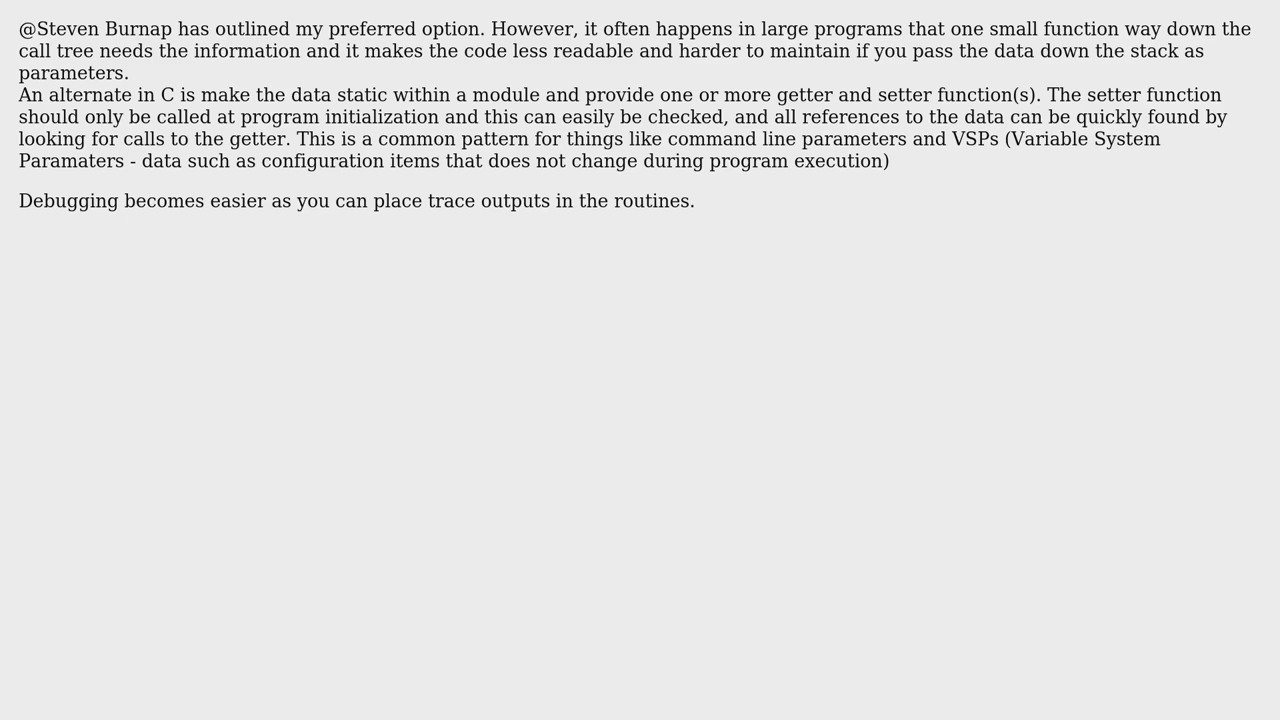 @Steven Burnap has outlined my preferred option. However, it often happens in large programs that one small function way down the
call tree needs the information and it makes the code less readable and harder to maintain if you pass the data down the stack as
parameters.
An alternate in C is make the data static within a module and provide one or more getter and setter function(s). The setter function
should only be called at program initialization and this can easily be checked, and all references to the data can be quickly found by
looking for calls to the getter. This is a common pattern for things like command line parameters and VSPs (Variable System
Paramaters - data such as configuration items that does not change during program execution)
Debugging becomes easier as you can place trace outputs in the routines.